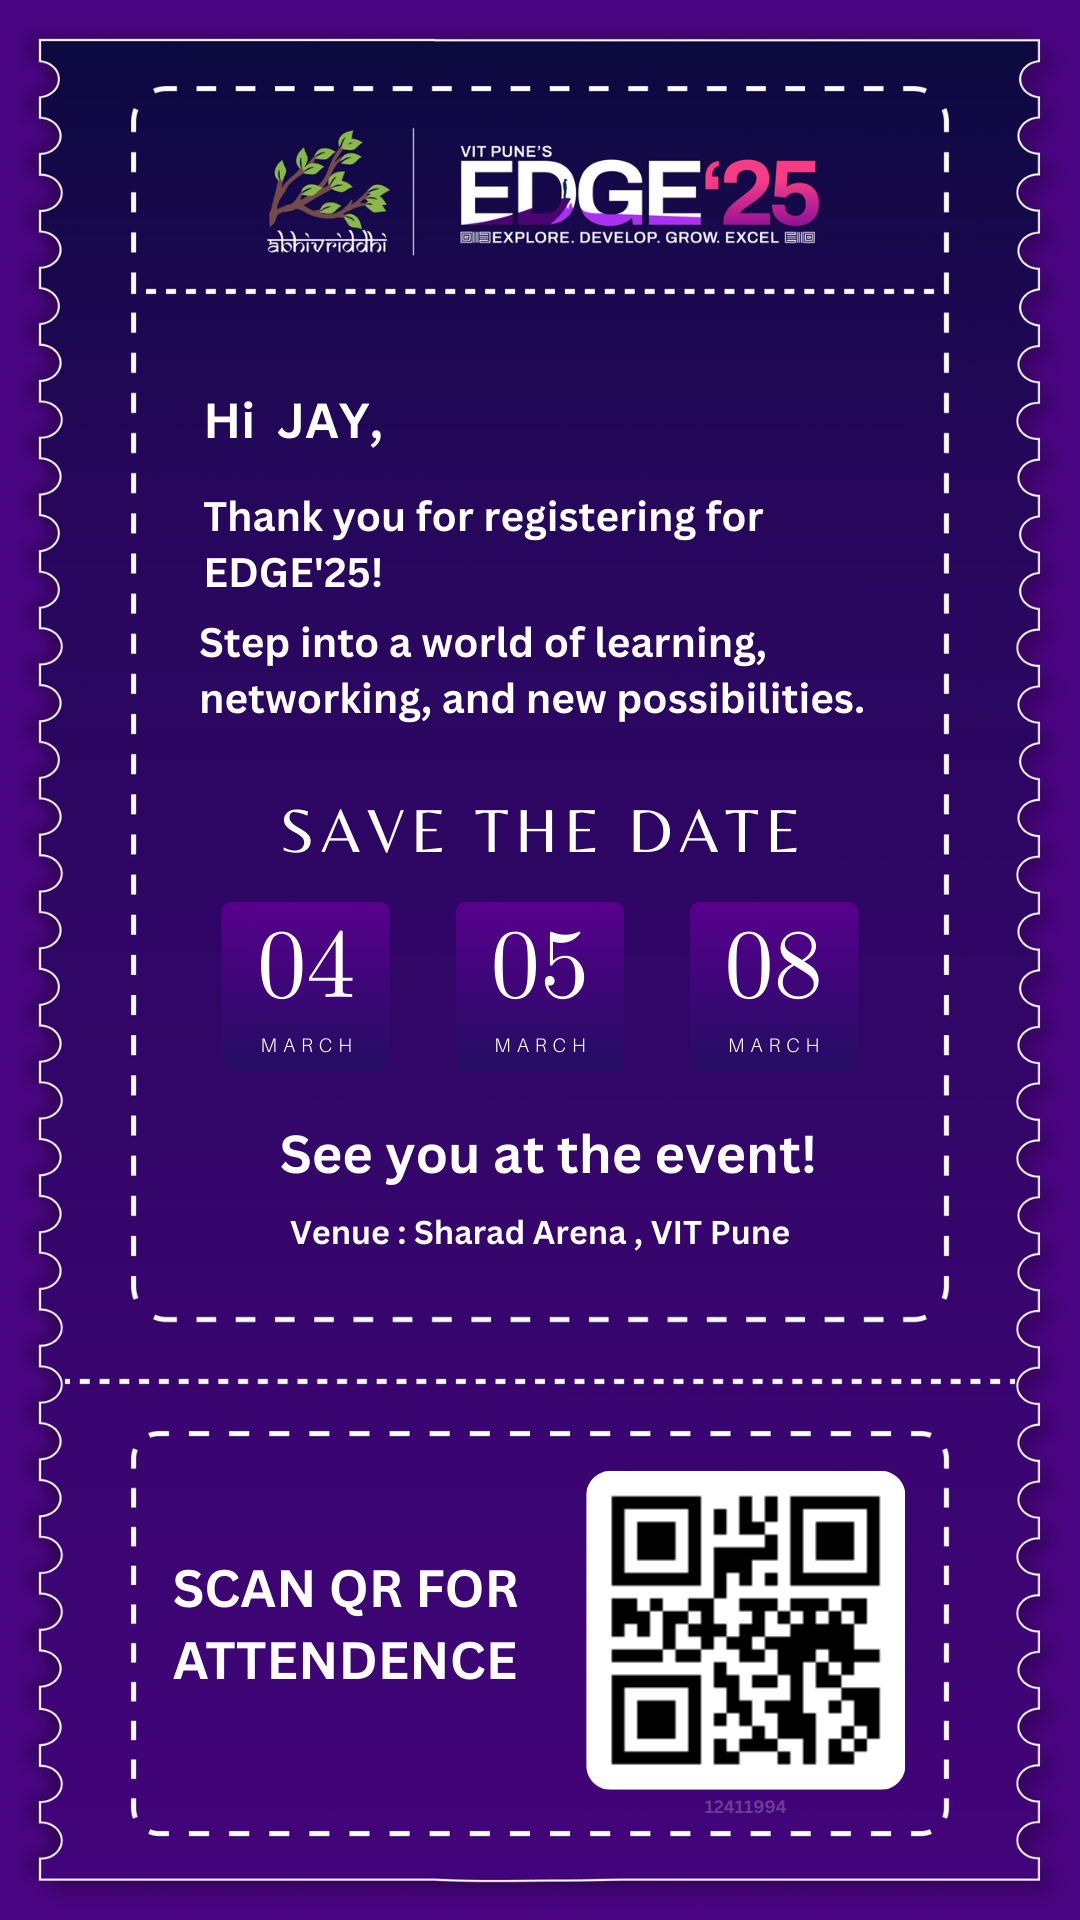 abhivriddhi
VIT PUNE'S
EDGE'25
EXPLORE. DEVELOP. GROW. EXCEL
Hi JAY,
Thank you for registering for
EDGE'25!
Step into a world of learning,
networking, and new possibilities.
SAVE THE DATE
04 05 08
MARCH MARCH MARCH
See you at the event!
Venue : Sharad Arena , VIT Pune
SCAN QR FOR
ATTENDENCE
12411994